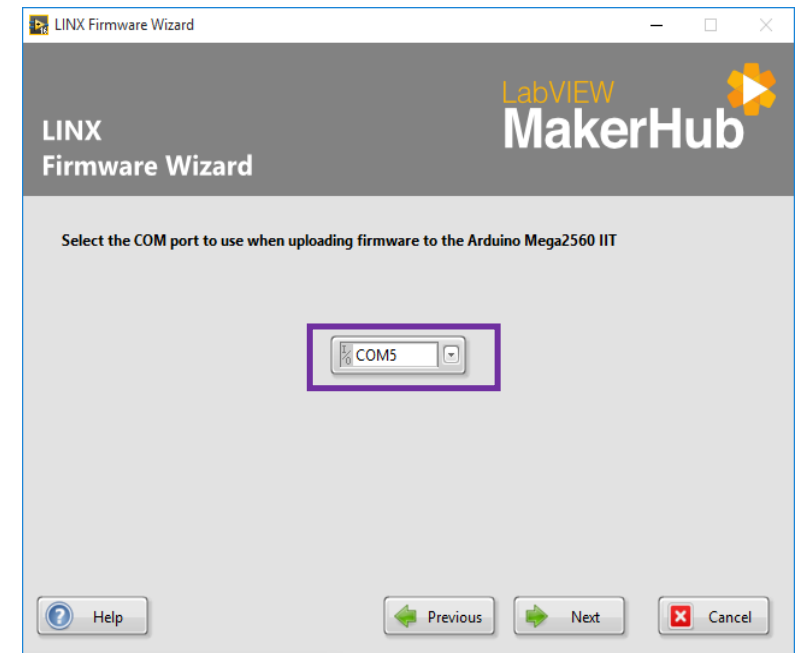 LINX Firmware Wizard
LabVIEW
MakerHub
LINX
Firmware Wizard
Select the COM port to use when uploading firmware to the Arduino Mega2560 IIT
I/O COM5
Help
Previous
Next
Cancel